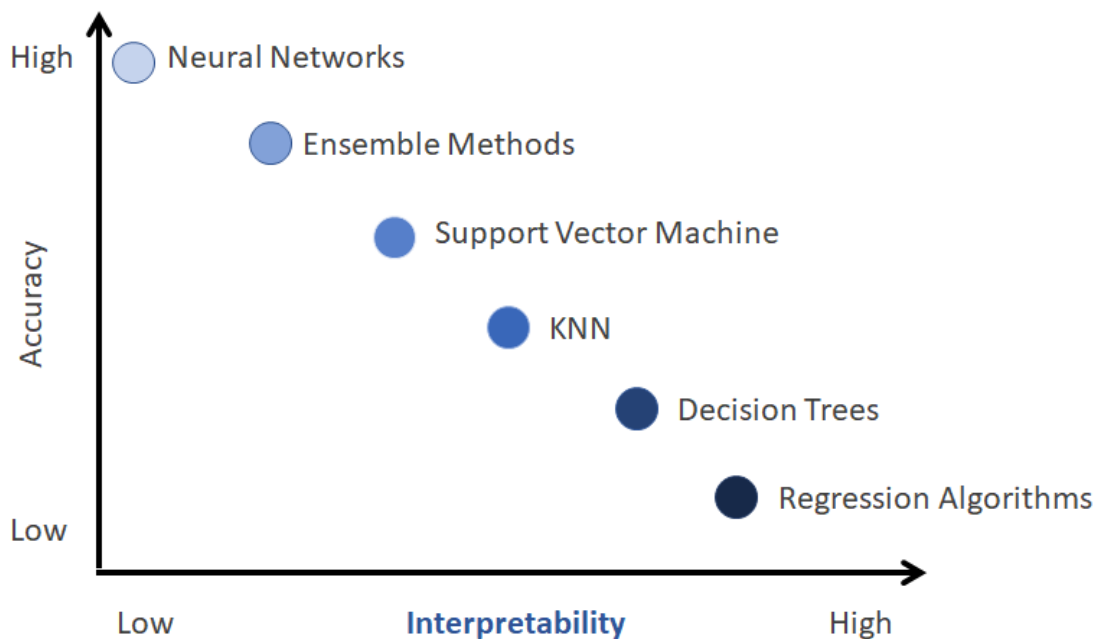 High
Neural Networks
Ensemble Methods
Support Vector Machine
Accuracy
KNN
Decision Trees
Regression Algorithms
Low
Low
Interpretability
High